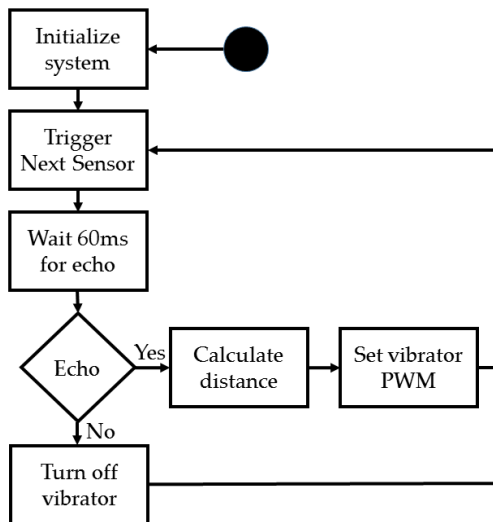 Initialize
system
Trigger
Next Sensor
Wait 60ms
for echo
Echo
Yes
Calculate
distance
Set vibrator
PWM
No
Turn off
vibrator